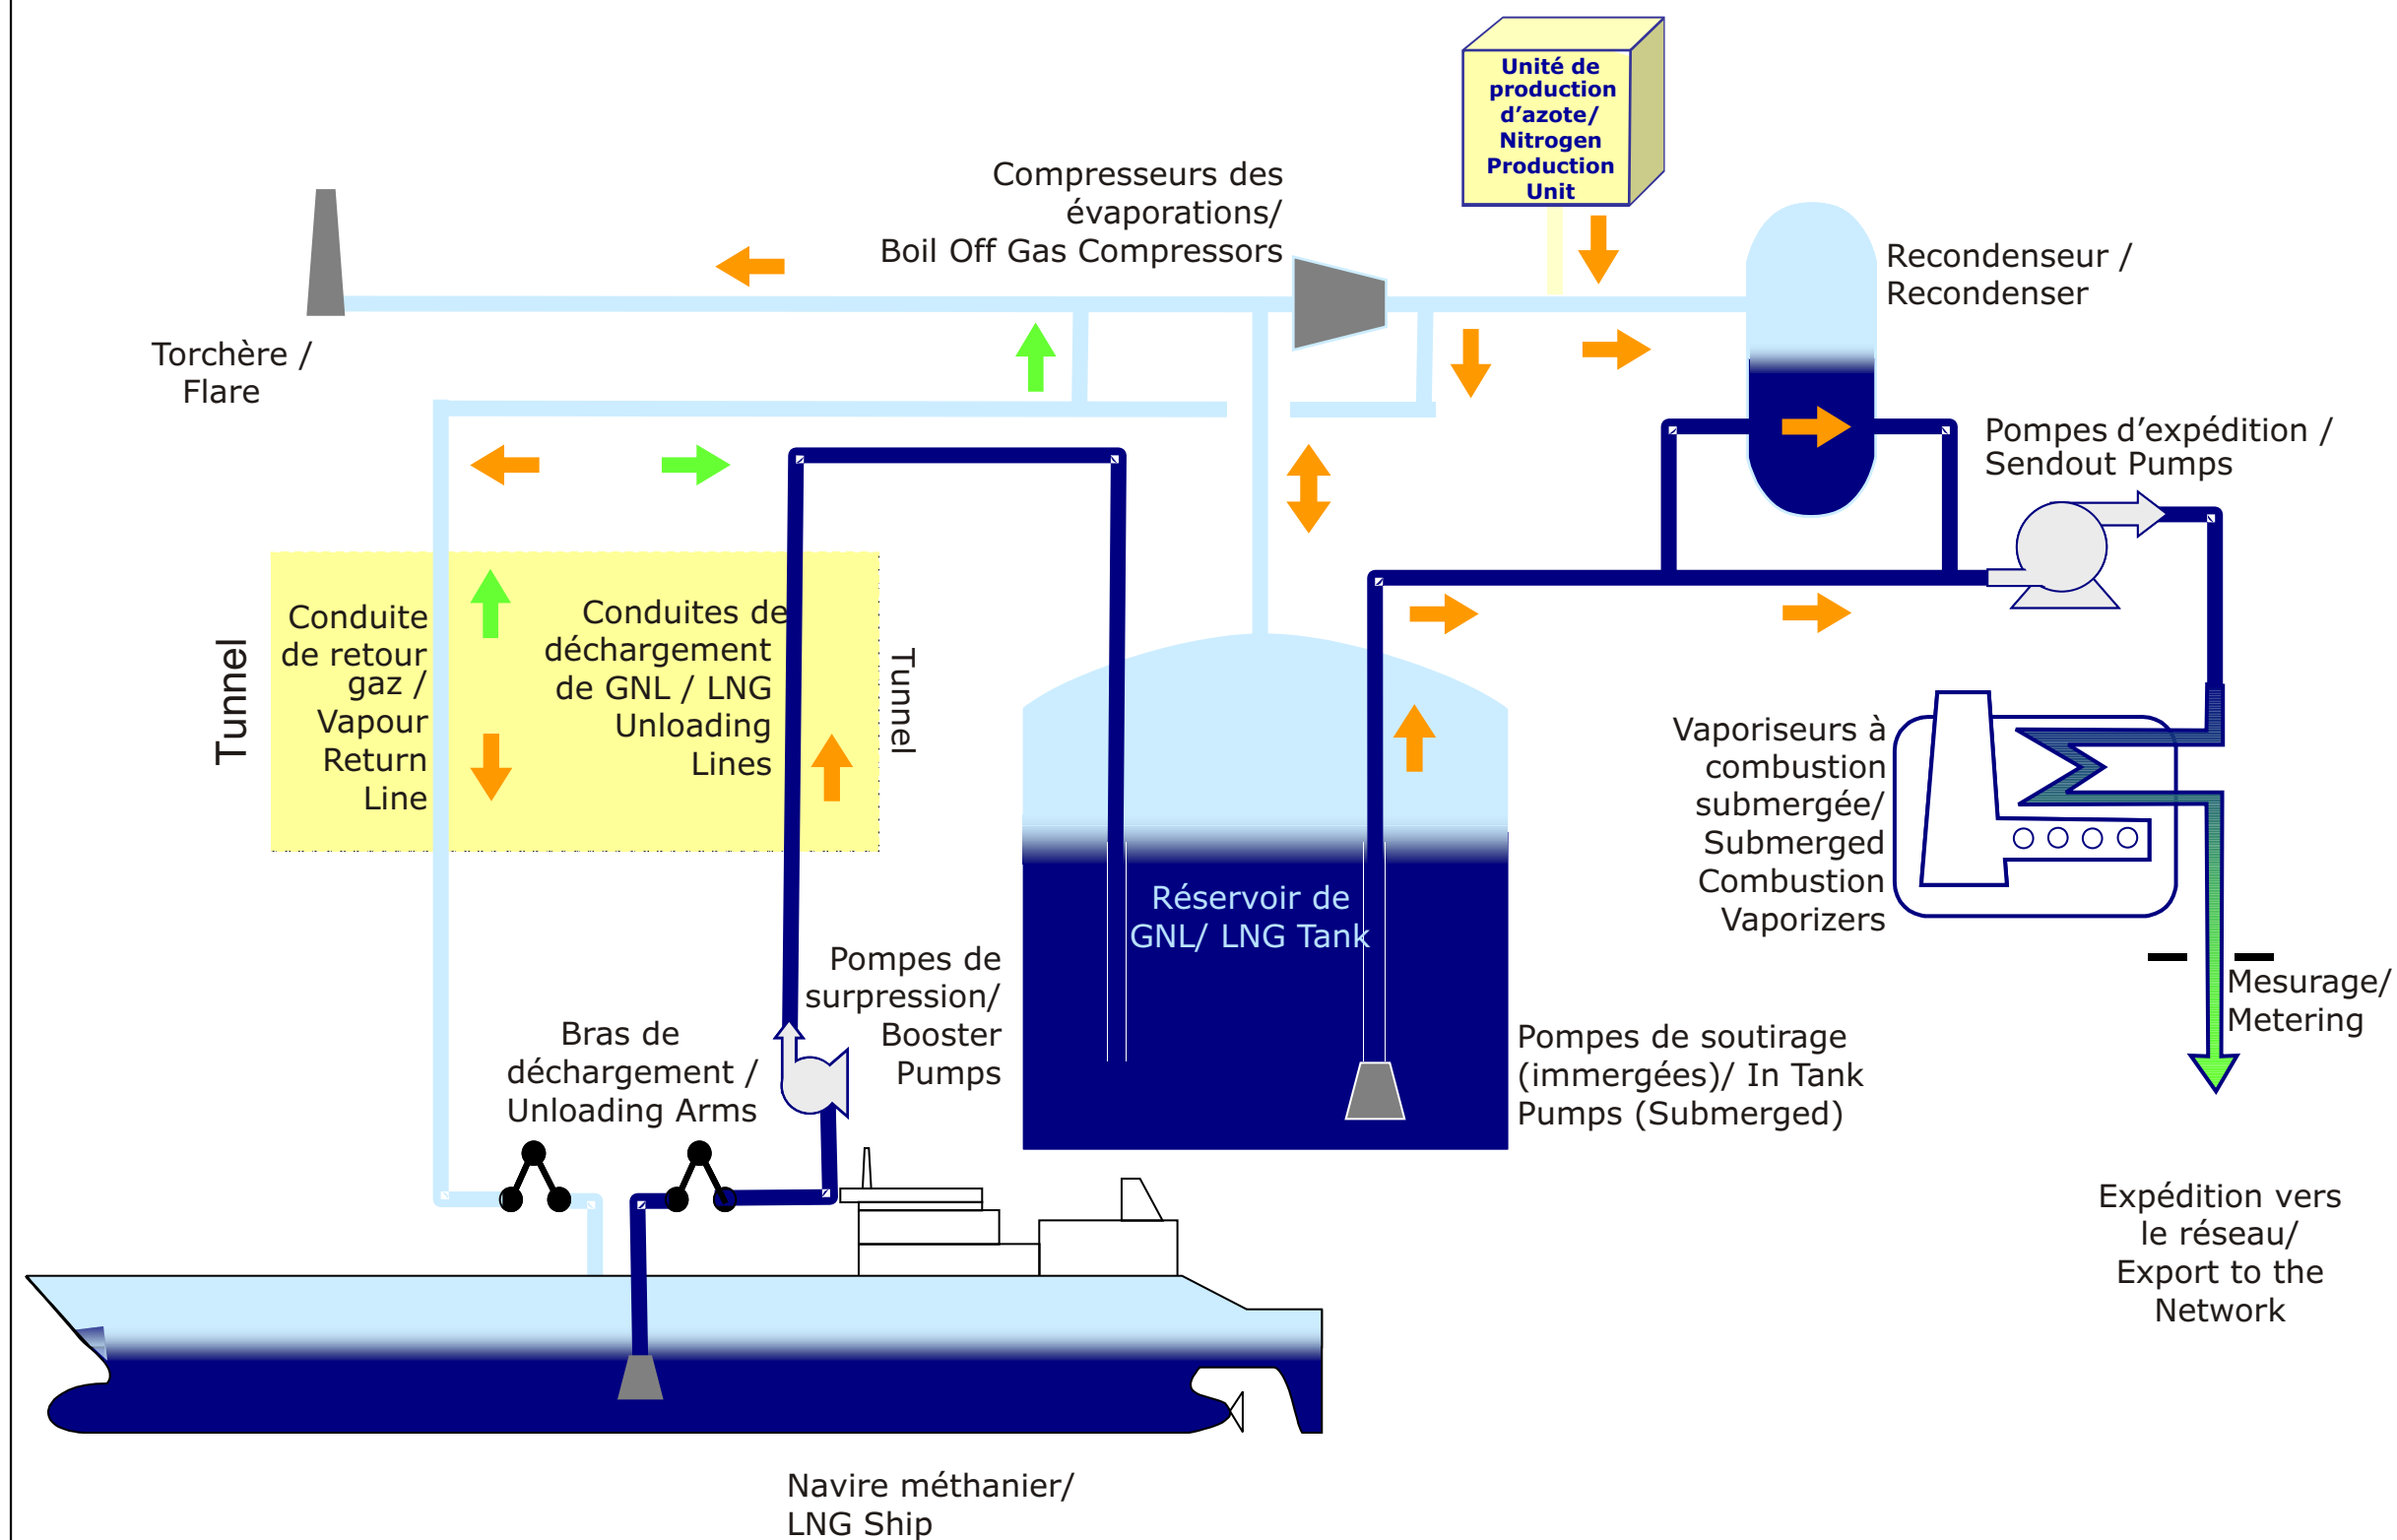 Unité de
production
d’azote/
Nitrogen
Production
Unit
Compresseurs des
évaporations/
Boil Off Gas Compressors
Recondenseur /
Recondenser
Torchère /
Flare
Pompes d’expédition /
Sendout Pumps
Tunnel
Conduite
de retour
gaz /
Vapour
Return
Line
Conduites de
déchargement
de GNL / LNG
Unloading
Lines
Tunnel
Vaporiseurs à
combustion
submergée/
Submerged
Combustion
Vaporizers
Réservoir de
GNL/ LNG Tank
Pompes de
surpression/
Booster
Pumps
Mesurage/
Metering
Bras de
déchargement /
Unloading Arms
Pompes de soutirage
(immergées)/ In Tank
Pumps (Submerged)
Expédition vers
le réseau/
Export to the
Network
Navire méthanier/
LNG Ship